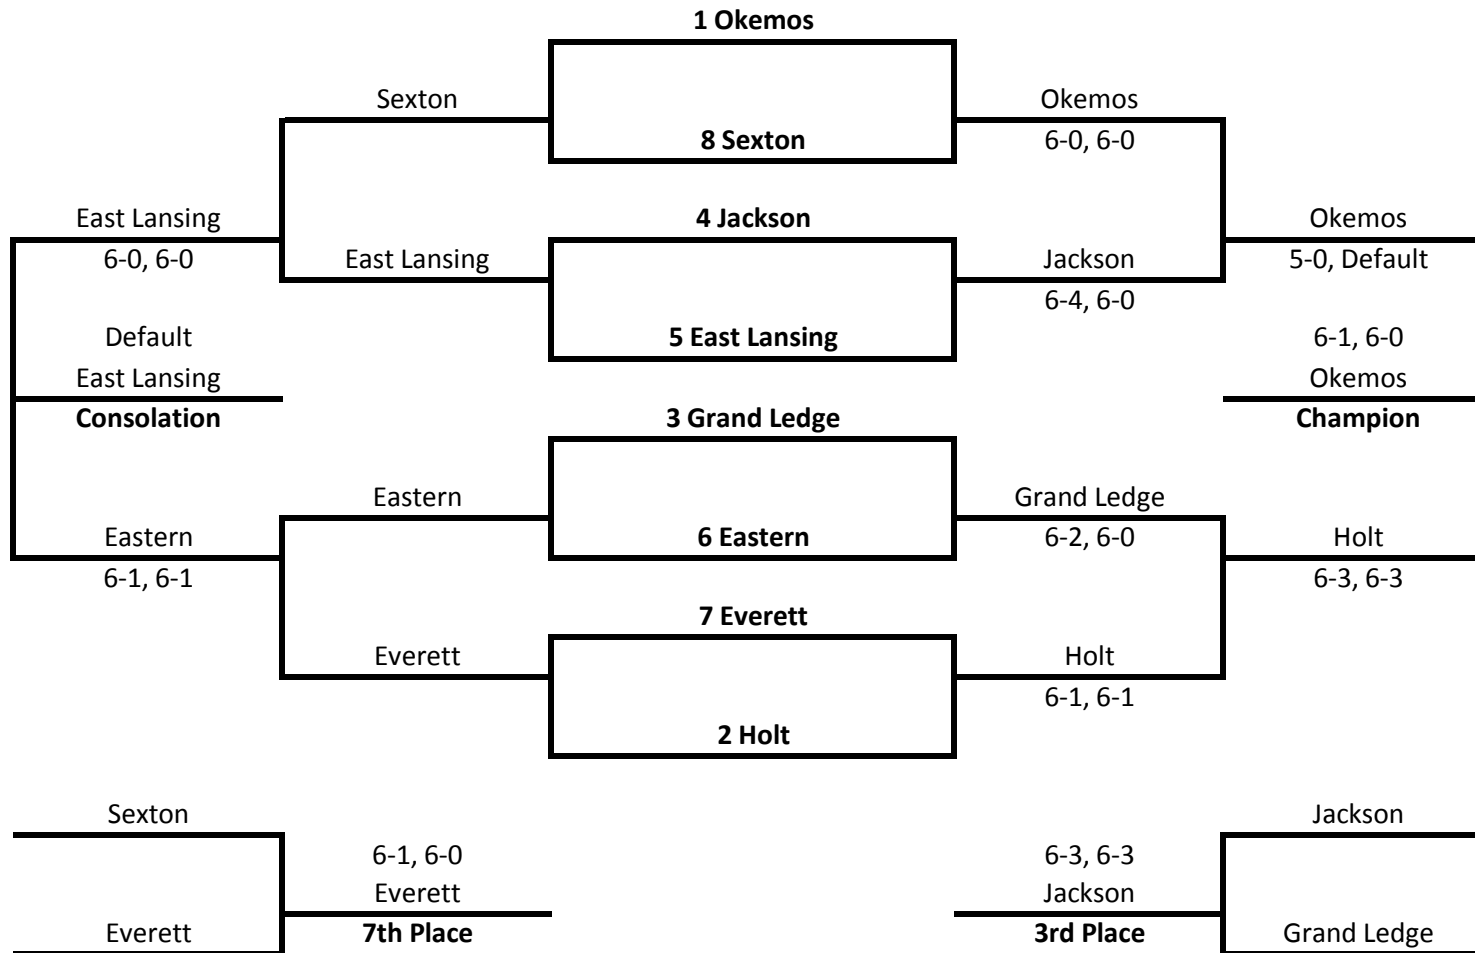 1 Okemos
Sexton
Okemos
8 Sexton
6-0, 6-0
East Lansing
4 Jackson
Okemos
6-0, 6-0
East Lansing
Jackson
5-0, Default
6-4, 6-0
Default
5 East Lansing
6-1, 6-0
East Lansing
Okemos
Consolation
3 Grand Ledge
Champion
Eastern
Grand Ledge
Eastern
6 Eastern
6-2, 6-0
Holt
6-1, 6-1
6-3, 6-3
7 Everett
Everett
Holt
6-1, 6-1
2 Holt
Sexton
Jackson
6-1, 6-0
6-3, 6-3
Everett
Jackson
Everett
7th Place
3rd Place
Grand Ledge